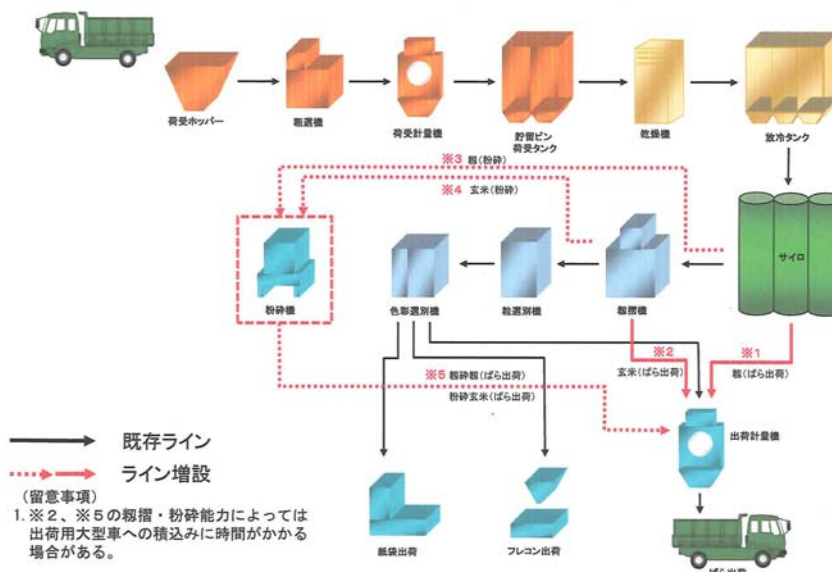 荷受ホッパー
粗選機
荷受計量機
貯留ビン
荷受タンク
乾燥機
放冷タンク
※3 籾(粉砕)
※4 玄米(粉砕)
サイロ
粉砕機
色彩選別機
粒選別機
籾摺機
※2
玄米(ばら出荷)
※1
籾(ばら出荷)
※5 籾砕籾(ばら出荷)
粉砕玄米(ばら出荷)
出荷計量機
既存ライン
ライン増設
(留意事項)
1. ※2、※5の籾摺・粉砕能力によっては
出荷用大型車への積込みに時間がかかる
場合がある。
紙袋出荷
フレコン出荷
ばら出荷